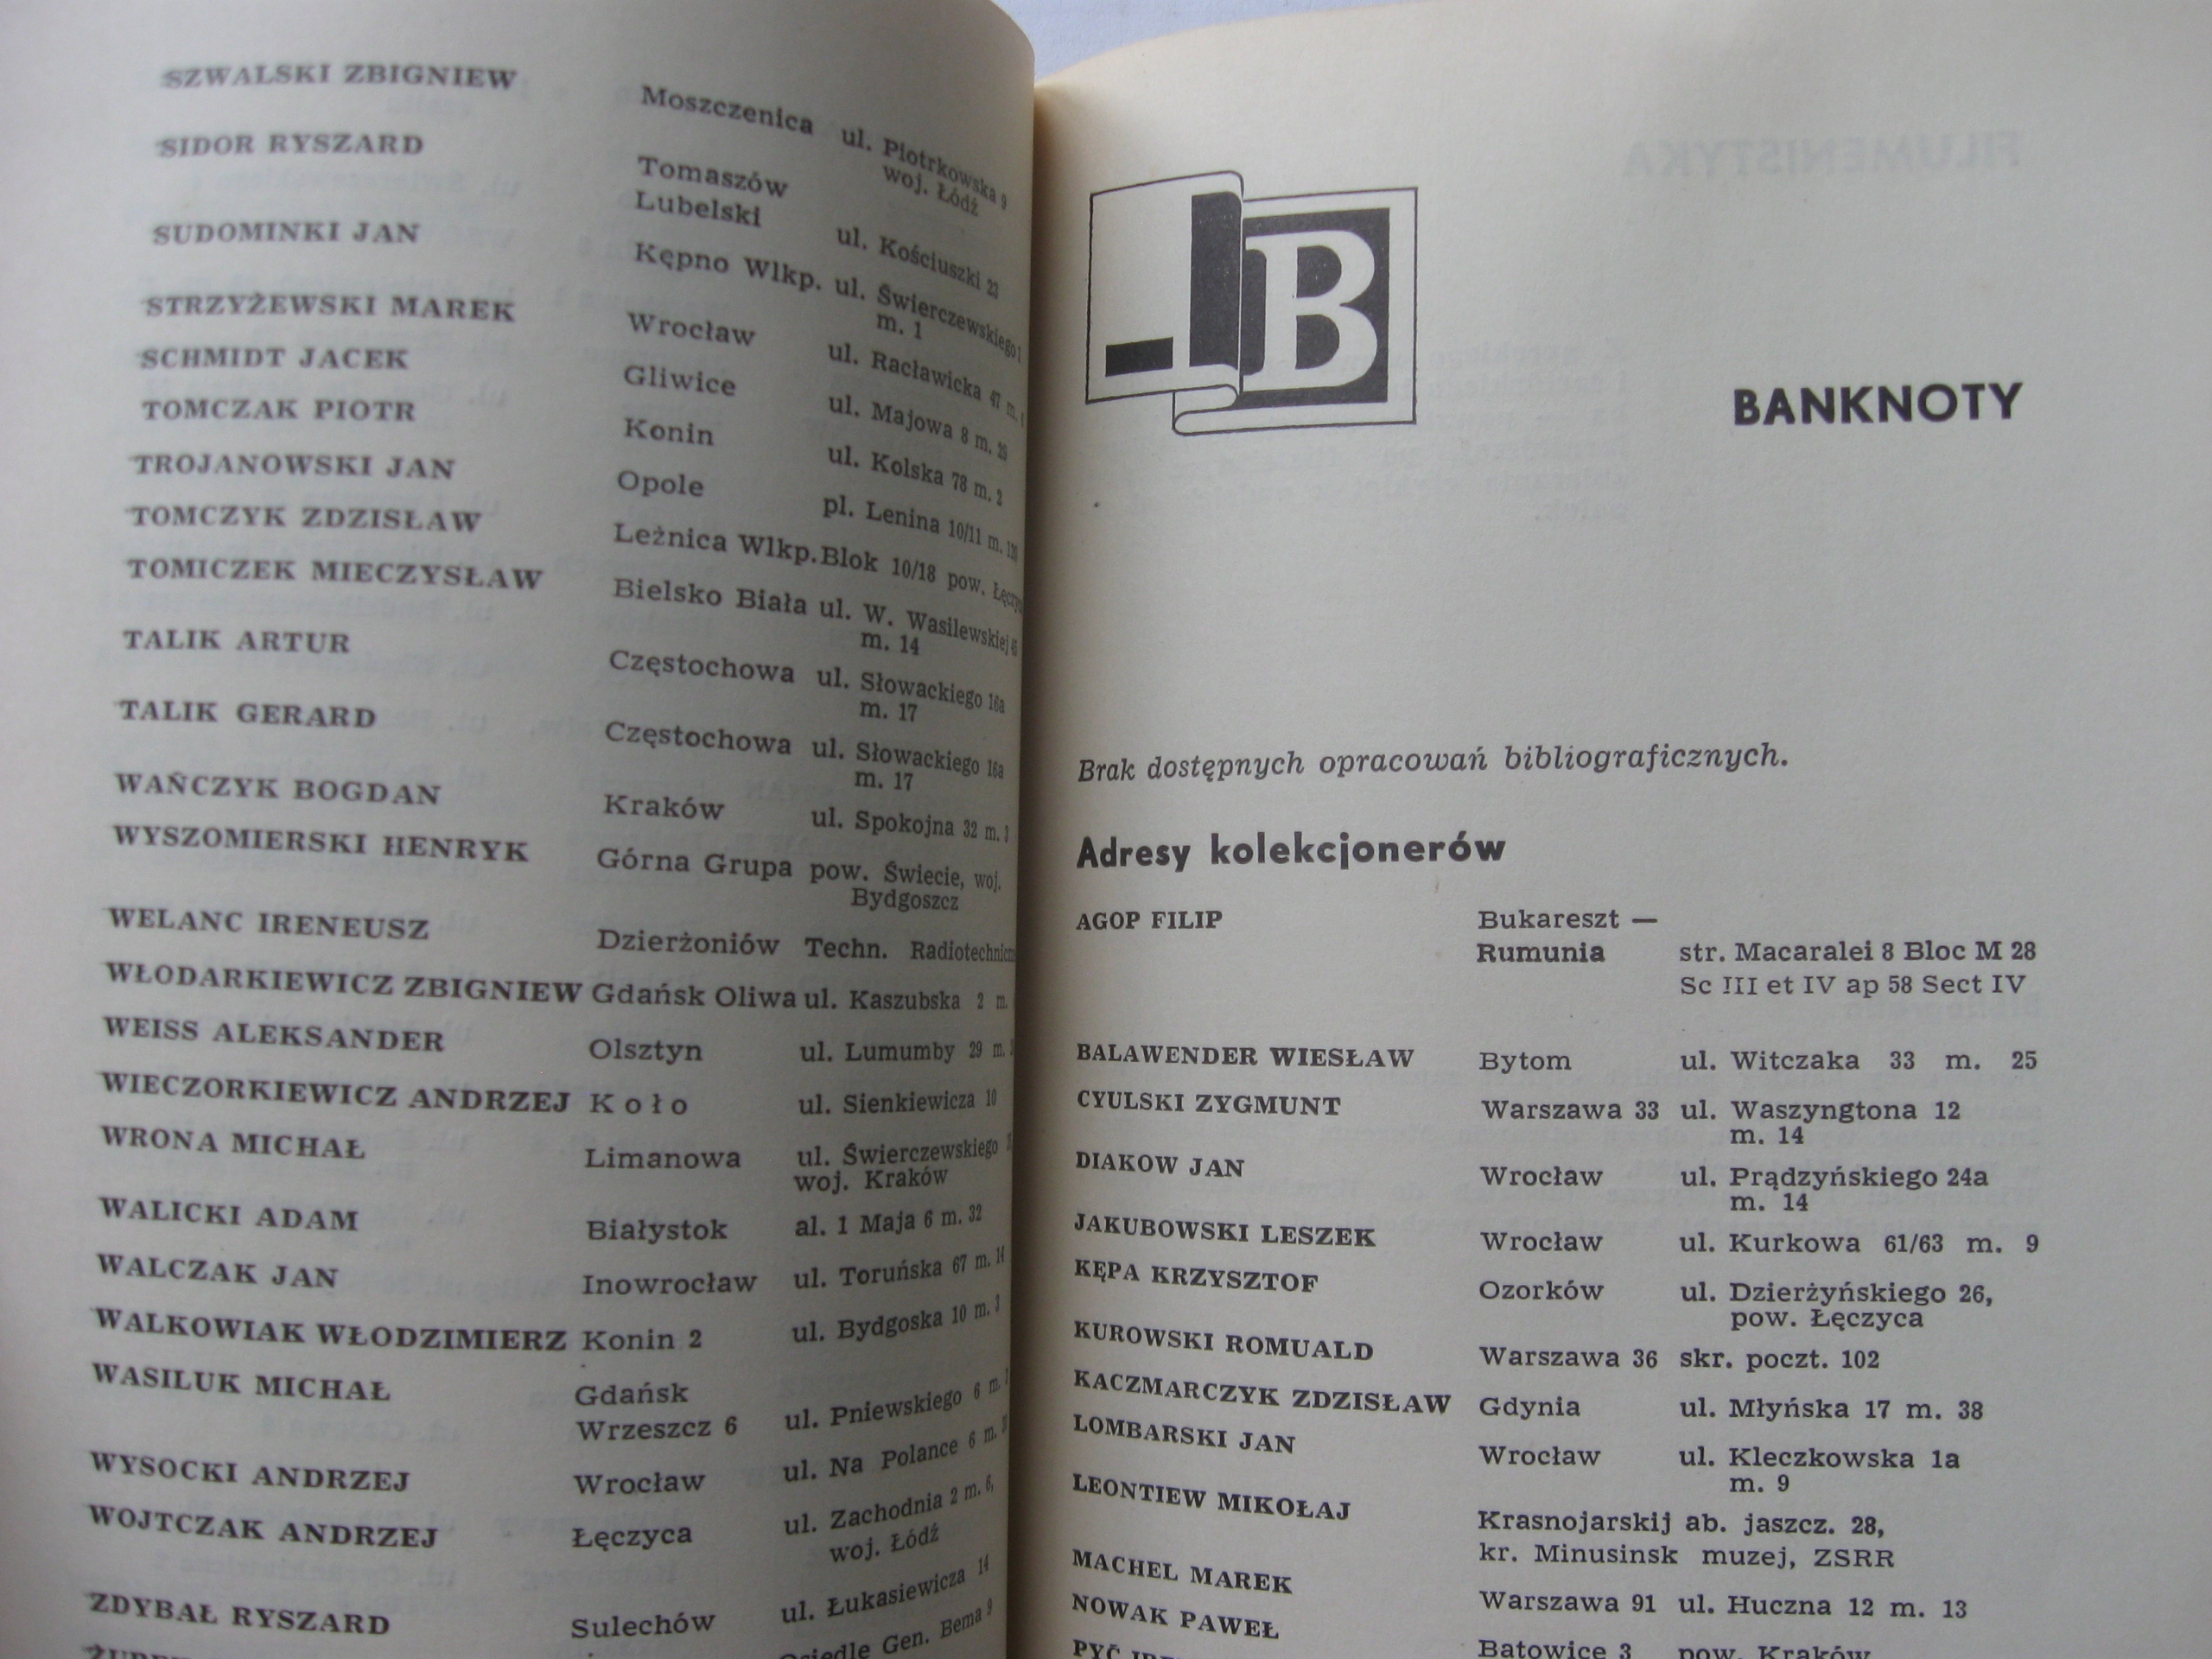 SZWALSKI ZBIGNIEW Moszczenica ul. Piotrkowska 9
woj. Łódź
SIDOR RYSZARD Tomaszów
Lubelski ul. Kościuszki 23
SUDOMINKI JAN Kępno Wlkp. ul. Świerczewskiego 1
m. 1
STRZYŻEWSKI MAREK Wrocław ul. Racławicka 47 m.
SCHMIDT JACEK Gliwice ul. Majowa 8 m. 29
TOMCZAK PIOTR Konin ul. Kolska 78 m. 2
TROJANOWSKI JAN Opole pl. Lenina 10/11 m.
TOMCZYK ZDZISŁAW Leżnica Wlkp. Blok 10/18 pow.
TOMICZEK MIECZYSŁAW Bielsko Biała ul. W. Wasilewskiej
m. 14
TALIK ARTUR Częstochowa ul. Słowackiego 16a
m. 17
TALIK GERARD Częstochowa ul. Słowackiego 16a
m. 17
WAŃCZYK BOGDAN Kraków ul. Spokojna 32 m.
WYSZOMIERSKI HENRYK Górna Grupa pow. Świecie, woj.
Bydgoszcz
WELANC IRENEUSZ Dzierżoniów Techn.
WŁODARKIEWICZ ZBIGNIEW Gdańsk Oliwa ul. Kaszubska 2 m.
WEISS ALEKSANDER Olsztyn ul. Lumumby 29 m.
WIECZORKIEWICZ ANDRZEJ Koło ul. Sienkiewicza 10
WRONA MICHAŁ Limanowa ul. Świerczewskiego
woj. Kraków
WALICKI ADAM Białystok al. 1 Maja 6 m. 32
WALCZAK JAN Inowrocław ul. Toruńska 67 m. 14
WALKOWIAK WŁODZIMIERZ Konin 2 ul. Bydgoska 10 m. 3
WASILUK MICHAŁ Gdańsk
Wrzeszcz 6 ul. Pniewskiego 6 m.
WYSOCKI ANDRZEJ Wrocław ul. Na Polance 6 m.
WOJTCZAK ANDRZEJ Łęczyca ul. Zachodnia 2 m. 6,
woj. Łódź
ZDYBAŁ RYSZARD Sulechów ul. Łukasiewicza 14
Gen. Bema 9
B
BANKNOTY
Brak dostępnych opracowań bibliograficznych.
Adresy kolekcjonerów
AGOP FILIP Bukareszt —
Rumunia str. Macaralei 8 Bloc M 28
Sc III et IV ap 58 Sect IV
BALAWENDER WIESŁAW Bytom ul. Witczaka 33 m. 25
CYULSKI ZYGMUNT Warszawa 33 ul. Waszyngtona 12
m. 14
DIAKOW JAN Wrocław ul. Prądzyńskiego 24a
m. 14
JAKUBOWSKI LESZEK Wrocław ul. Kurkowa 61/63 m. 9
KĘPA KRZYSZTOF Ozorków ul. Dzierżyńskiego 26,
pow. Łęczyca
KUROWSKI ROMUALD Warszawa 36 skr. poczt. 102
KACZMARCZYK ZDZISŁAW Gdynia ul. Młyńska 17 m. 38
LOMBARSKI JAN Wrocław ul. Kleczkowska 1a
m. 9
LEONTIEW MIKOŁAJ Krasnojarskij ab. jaszcz. 28,
kr. Minusinsk muzej, ZSRR
MACHEL MAREK Warszawa 91 ul. Huczna 12 m. 13
NOWAK PAWEŁ Batowice 3 pow. Kraków